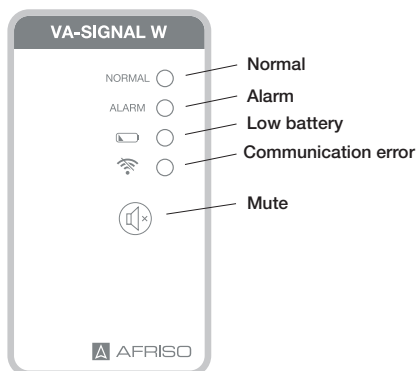 VA-SIGNAL W
NORMAL Normal
ALARM Alarm
Low battery
Communication error
Mute
AFRISO